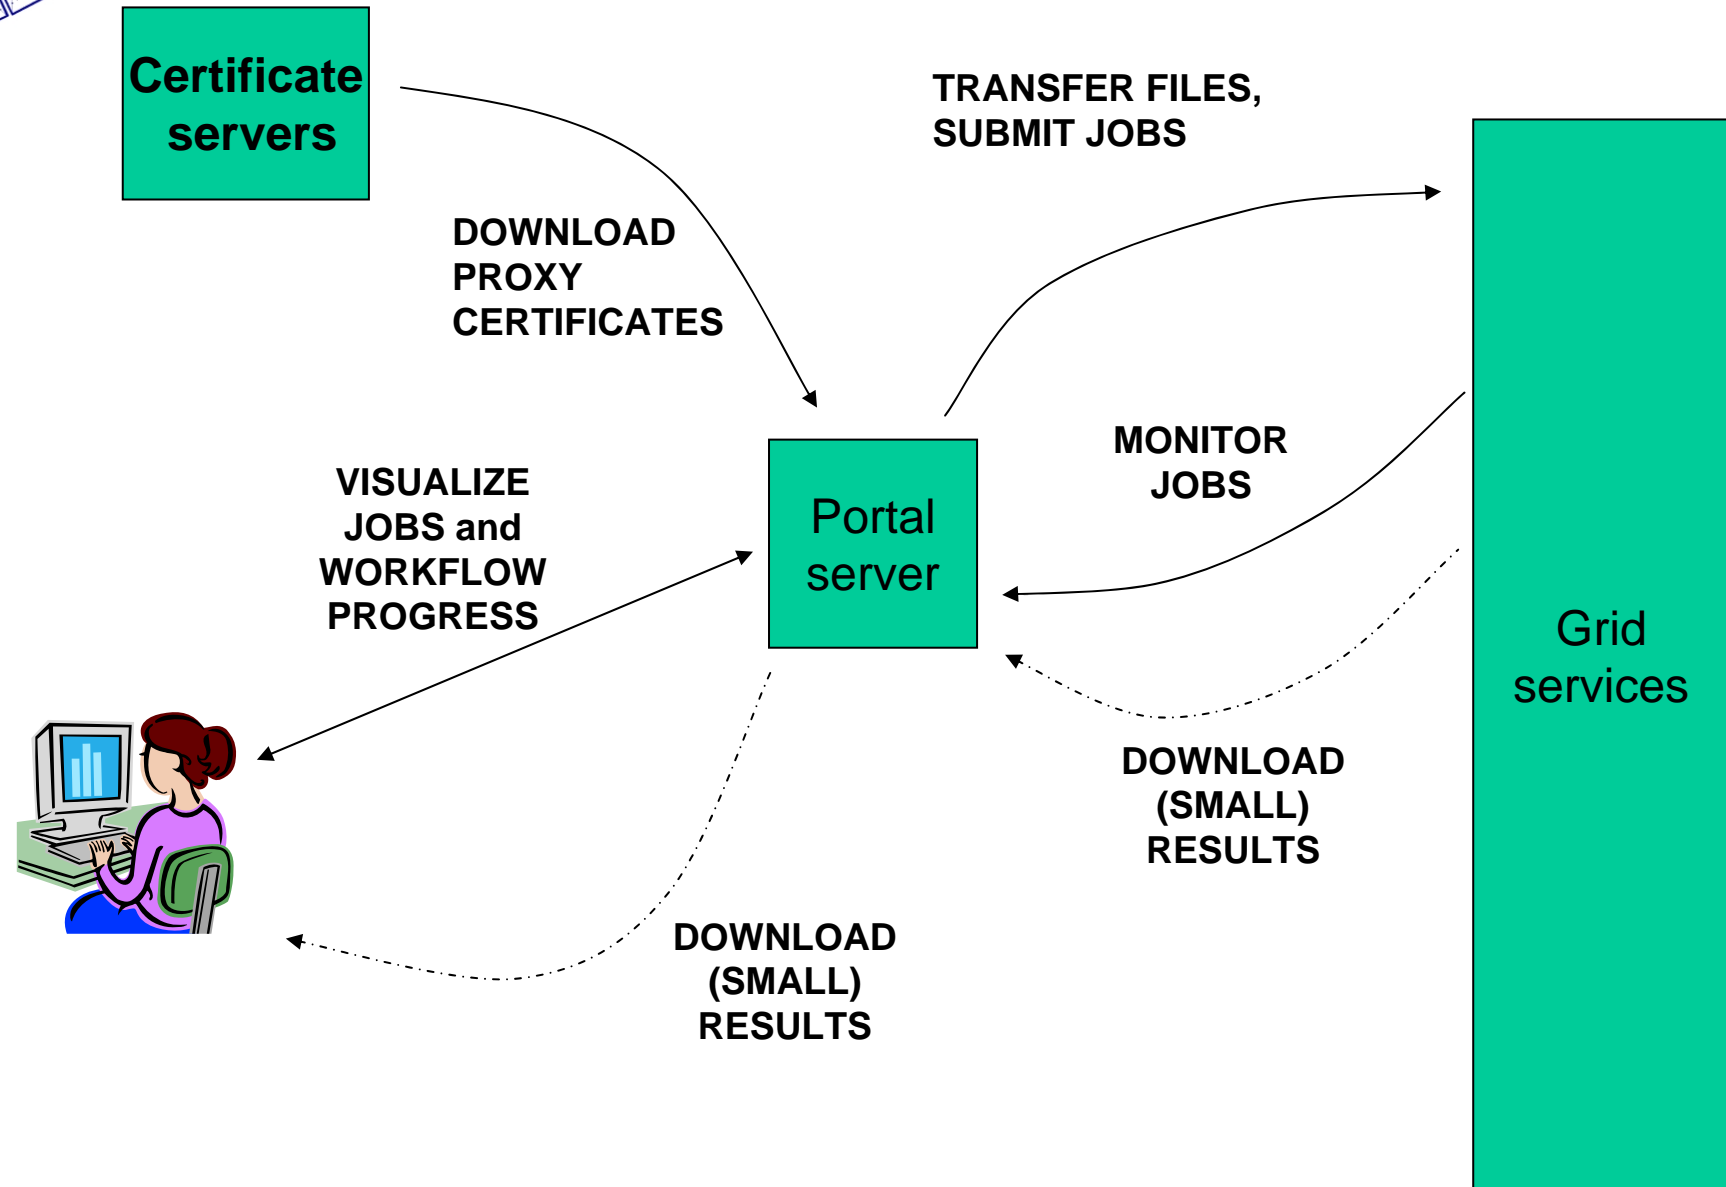 Certificate
servers
TRANSFER FILES,
SUBMIT JOBS
DOWNLOAD
PROXY
CERTIFICATES
MONITOR
JOBS
VISUALIZE
JOBS and
WORKFLOW
PROGRESS
Portal
server
Grid
services
DOWNLOAD
(SMALL)
RESULTS
DOWNLOAD
(SMALL)
RESULTS